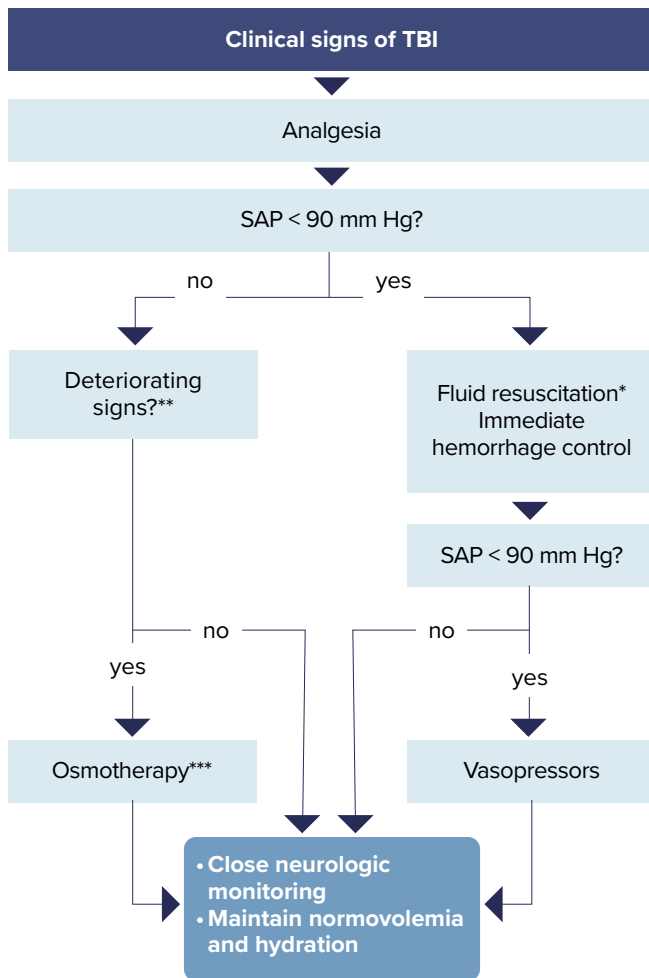 Clinical signs of TBI
Analgesia
SAP < 90 mm Hg?
no
yes
Deteriorating
signs?**
Fluid resuscitation*
Immediate
hemorrhage control
SAP < 90 mm Hg?
no
no
yes
yes
Osmotherapy***
Vasopressors
• Close neurologic
monitoring
• Maintain normovolemia
and hydration